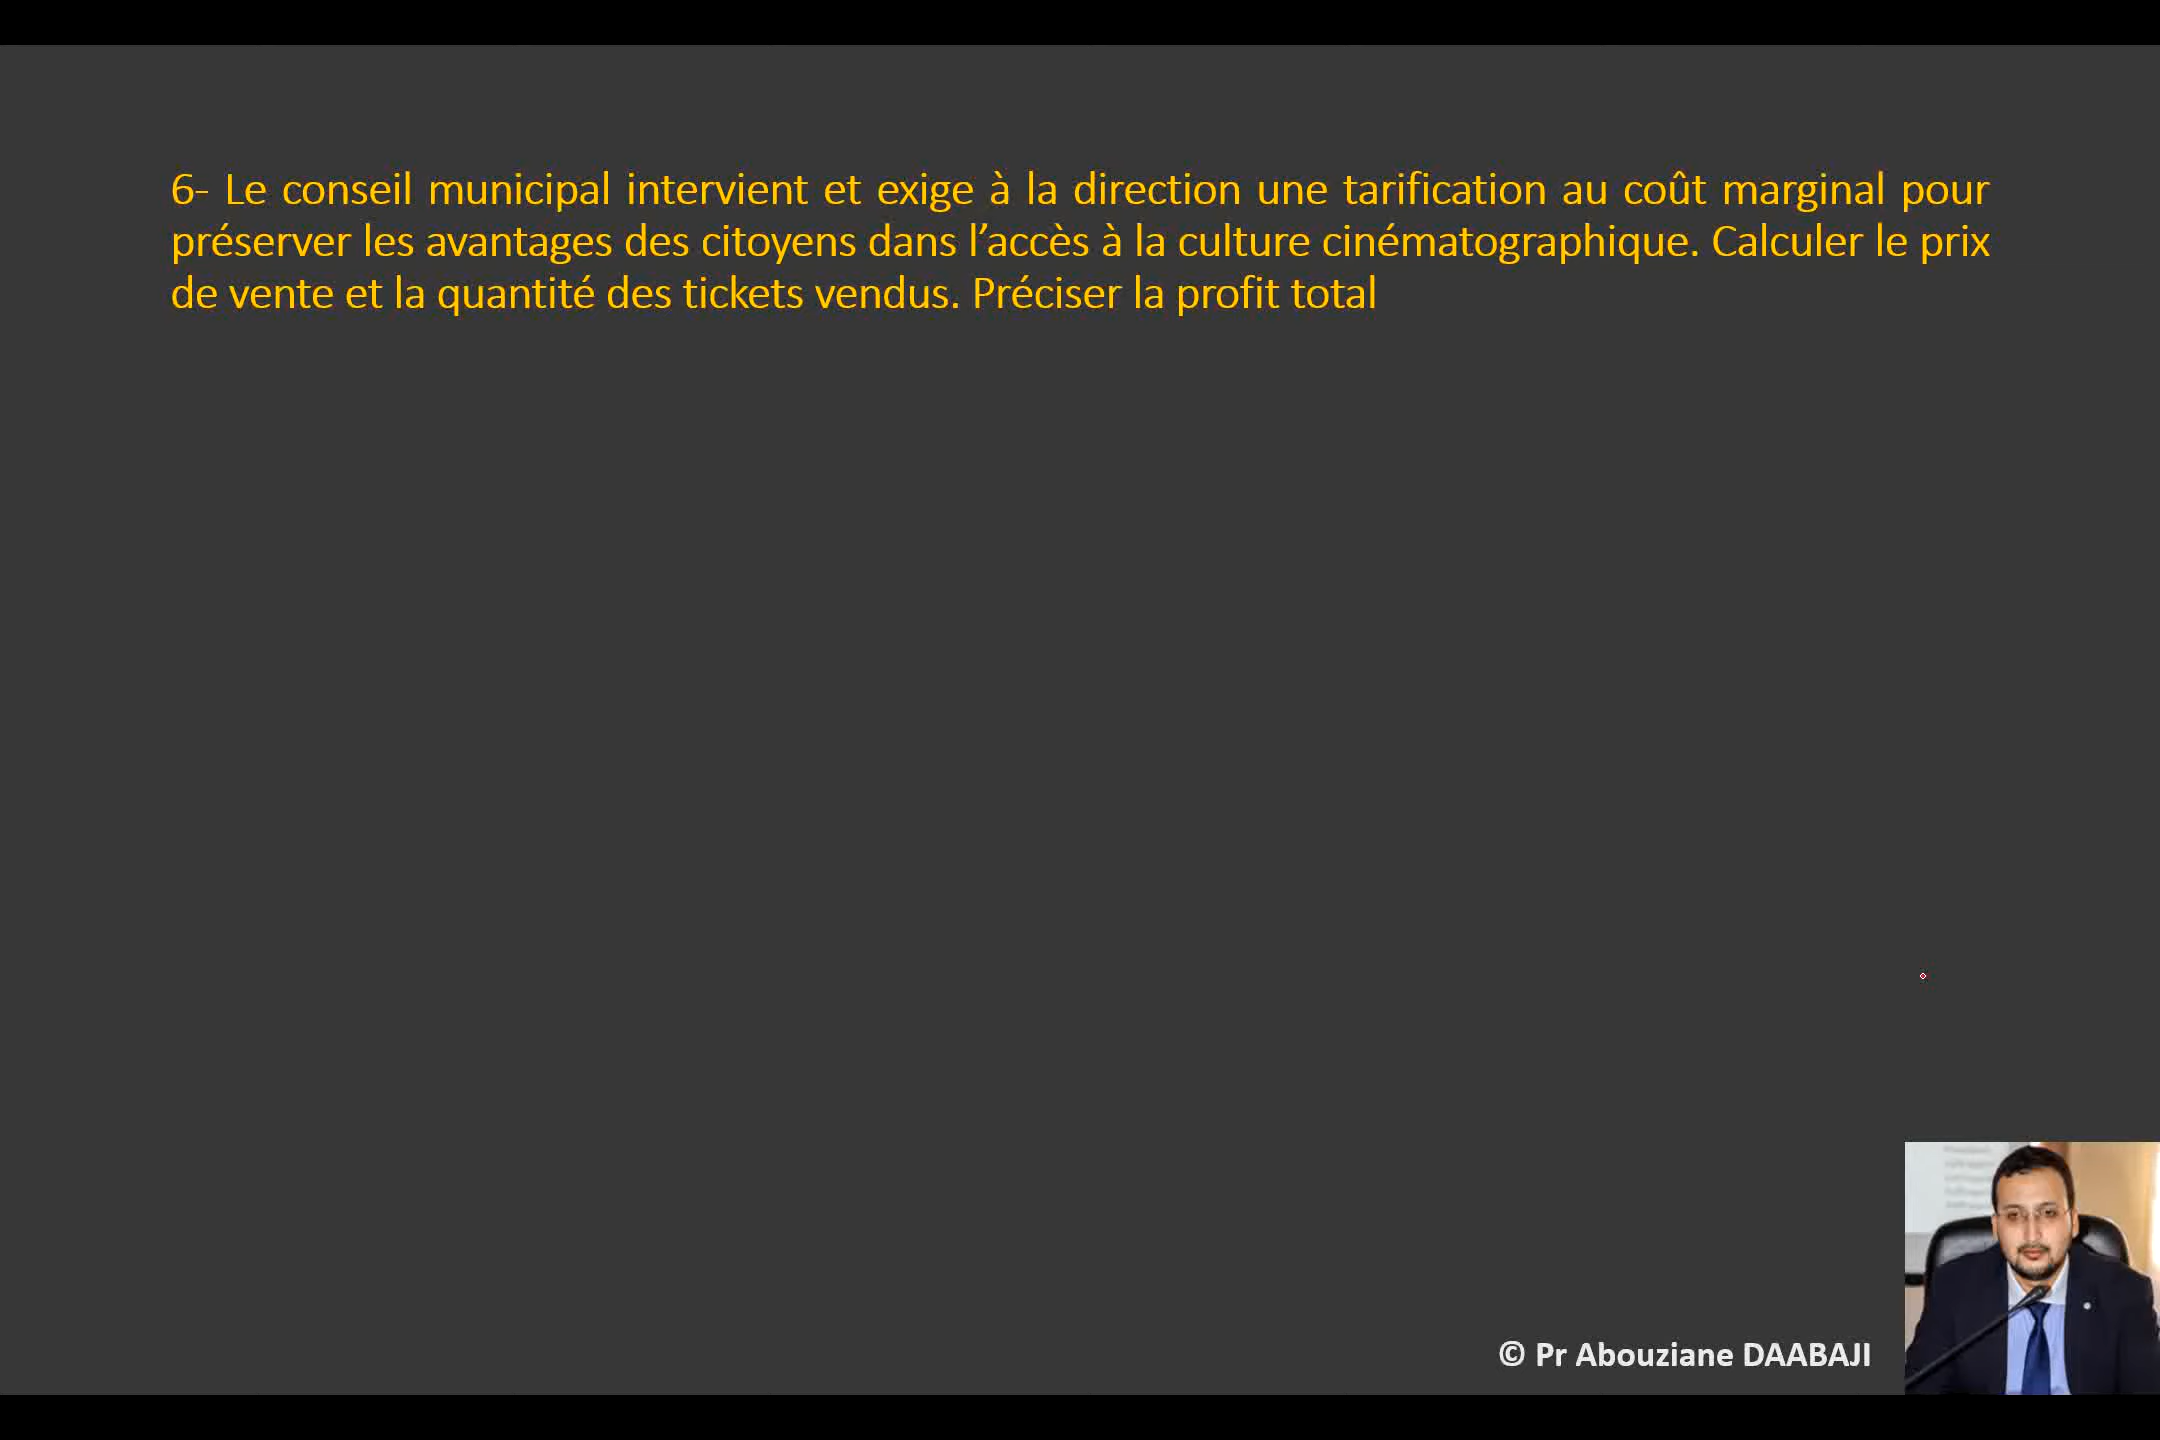 6- Le conseil municipal intervient et exige à la direction une tarification au coût marginal pour
préserver les avantages des citoyens dans l’accès à la culture cinématographique. Calculer le prix
de vente et la quantité des tickets vendus. Préciser la profit total
© Pr Abouziane DAABAJI